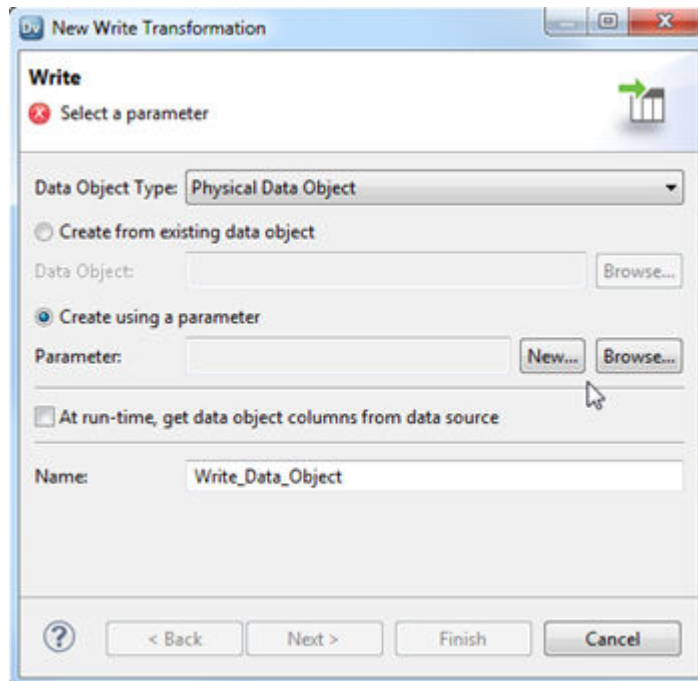 Dv New Write Transformation
Write
Select a parameter
Data Object Type: Physical Data Object
Create from existing data object
Data Object: Browse...
Create using a parameter
Parameter: New... Browse...
At run-time, get data object columns from data source
Name: Write_Data_Object
? < Back Next > Finish Cancel